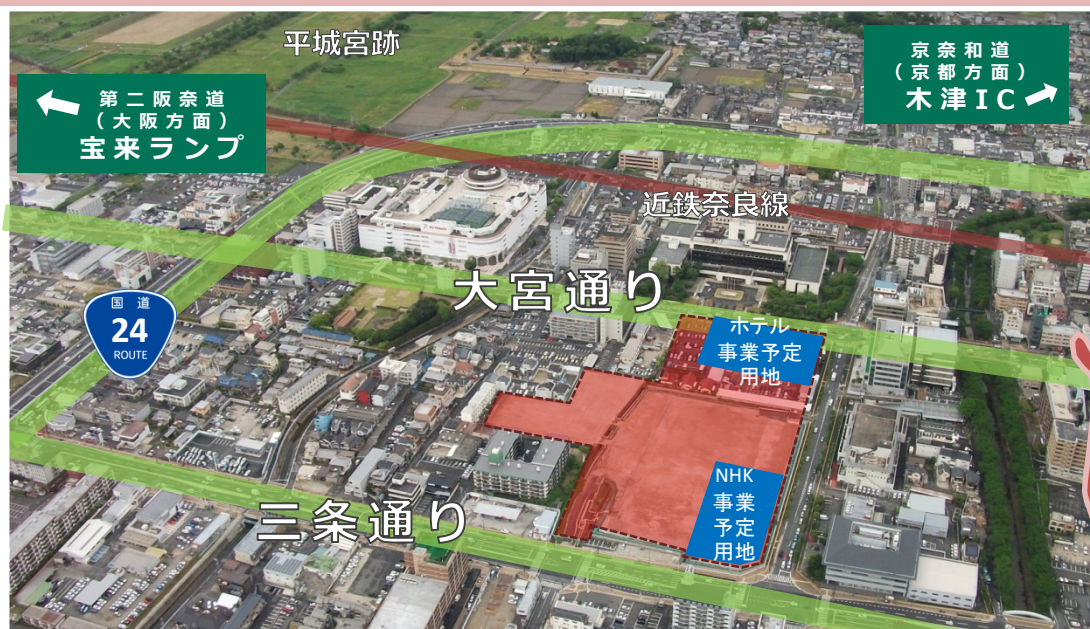 平城宮跡
京奈和道
（京都方面）
木津IC
第二阪奈道
（大阪方面）
宝来ランプ
近鉄奈良線
大宮通り
国道
24
ROUTE
ホテル
事業予定
用地
NHK
事業
予定
用地
三条通り